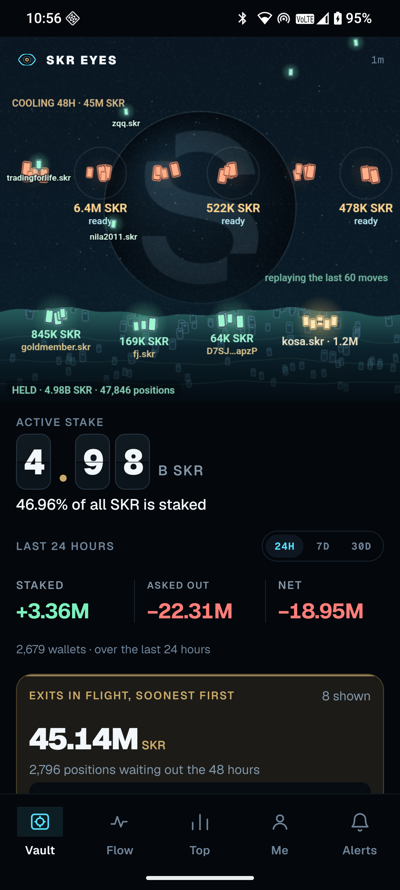 10:56
VoLTE
95%
SKR EYES
1m
COOLING 48H · 45M SKR
zqq.skr
tradingforlife.skr
6.4M SKR
ready
522K SKR
ready
478K SKR
ready
nila2011.skr
replaying the last 60 moves
845K SKR
goldmember.skr
169K SKR
fj.skr
64K SKR
D7SJ…apzP
kosa.skr · 1.2M
HELD · 4.98B SKR · 47,846 positions
ACTIVE STAKE
4.98 B SKR
46.96% of all SKR is staked
LAST 24 HOURS
24H 7D 30D
STAKED
+3.36M
ASKED OUT
−22.31M
NET
−18.95M
2,679 wallets · over the last 24 hours
EXITS IN FLIGHT, SOONEST FIRST
8 shown
45.14M SKR
2,796 positions waiting out the 48 hours
Vault
Flow
Top
Me
Alerts